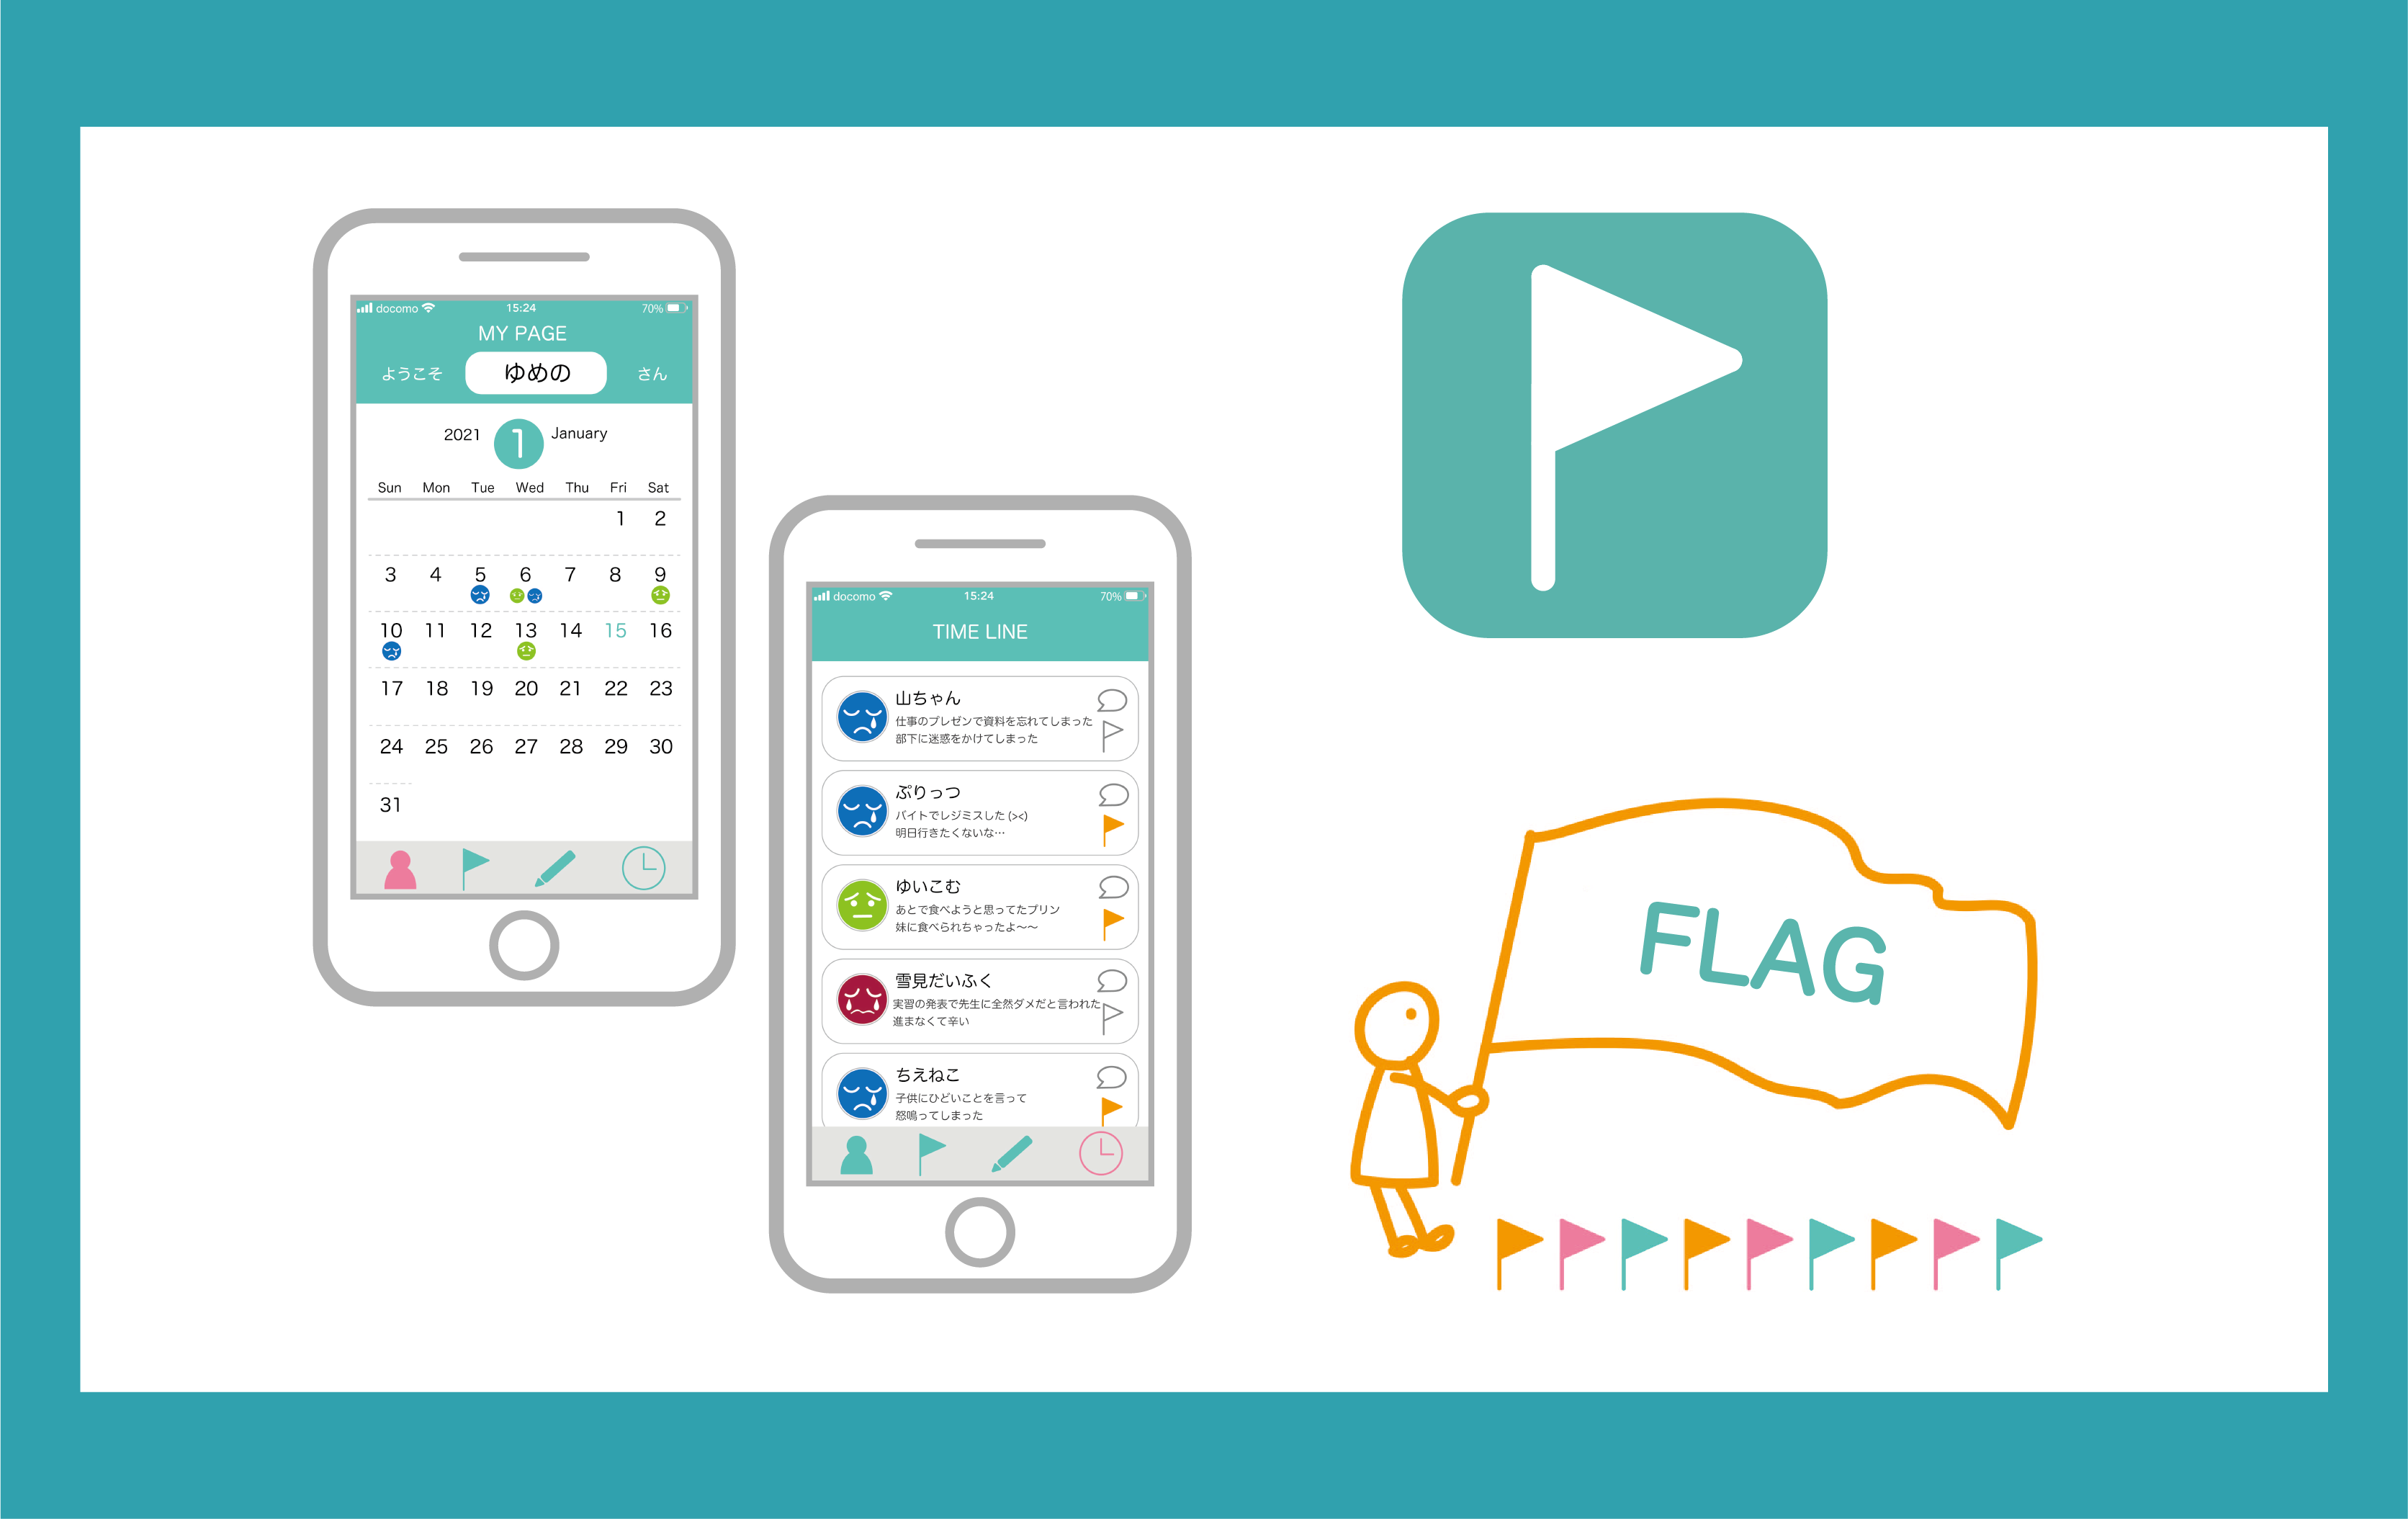 docomo 15:24 70%
MY PAGE
ようこそ ゆめの さん
2021 1 January
Sun Mon Tue Wed Thu Fri Sat
1 2
3 4 5 6 7 8 9
10 11 12 13 14 15 16
17 18 19 20 21 22 23
24 25 26 27 28 29 30
31
docomo 15:24 70%
TIME LINE
山ちゃん
仕事のプレゼンで資料を忘れてしまった
部下に迷惑をかけてしまった
ぷりっつ
バイトでレジミスした (><)
明日行きたくないな…
ゆいこむ
あとで食べようと思ってたプリン
妹に食べられちゃったよ〜〜
雪見だいふく
実習の発表で先生に全然ダメだと言われた
進まなくて辛い
ちえねこ
子供にひどいことを言って
怒鳴ってしまった
FLAG